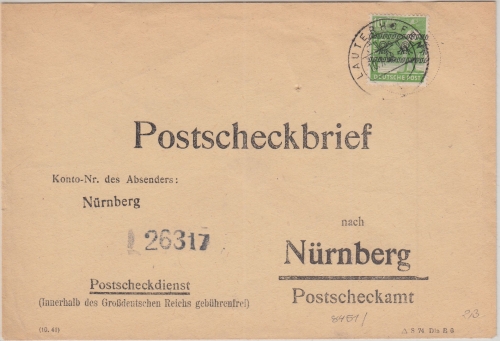 DEUTSCHE POST
Postscheckbrief
Konto-Nr. des Absenders:
Nürnberg
26317
nach
Nürnberg
Postscheckamt
Postscheckdienst
(innerhalb des Großdeutschen Reichs gebührenfrei)